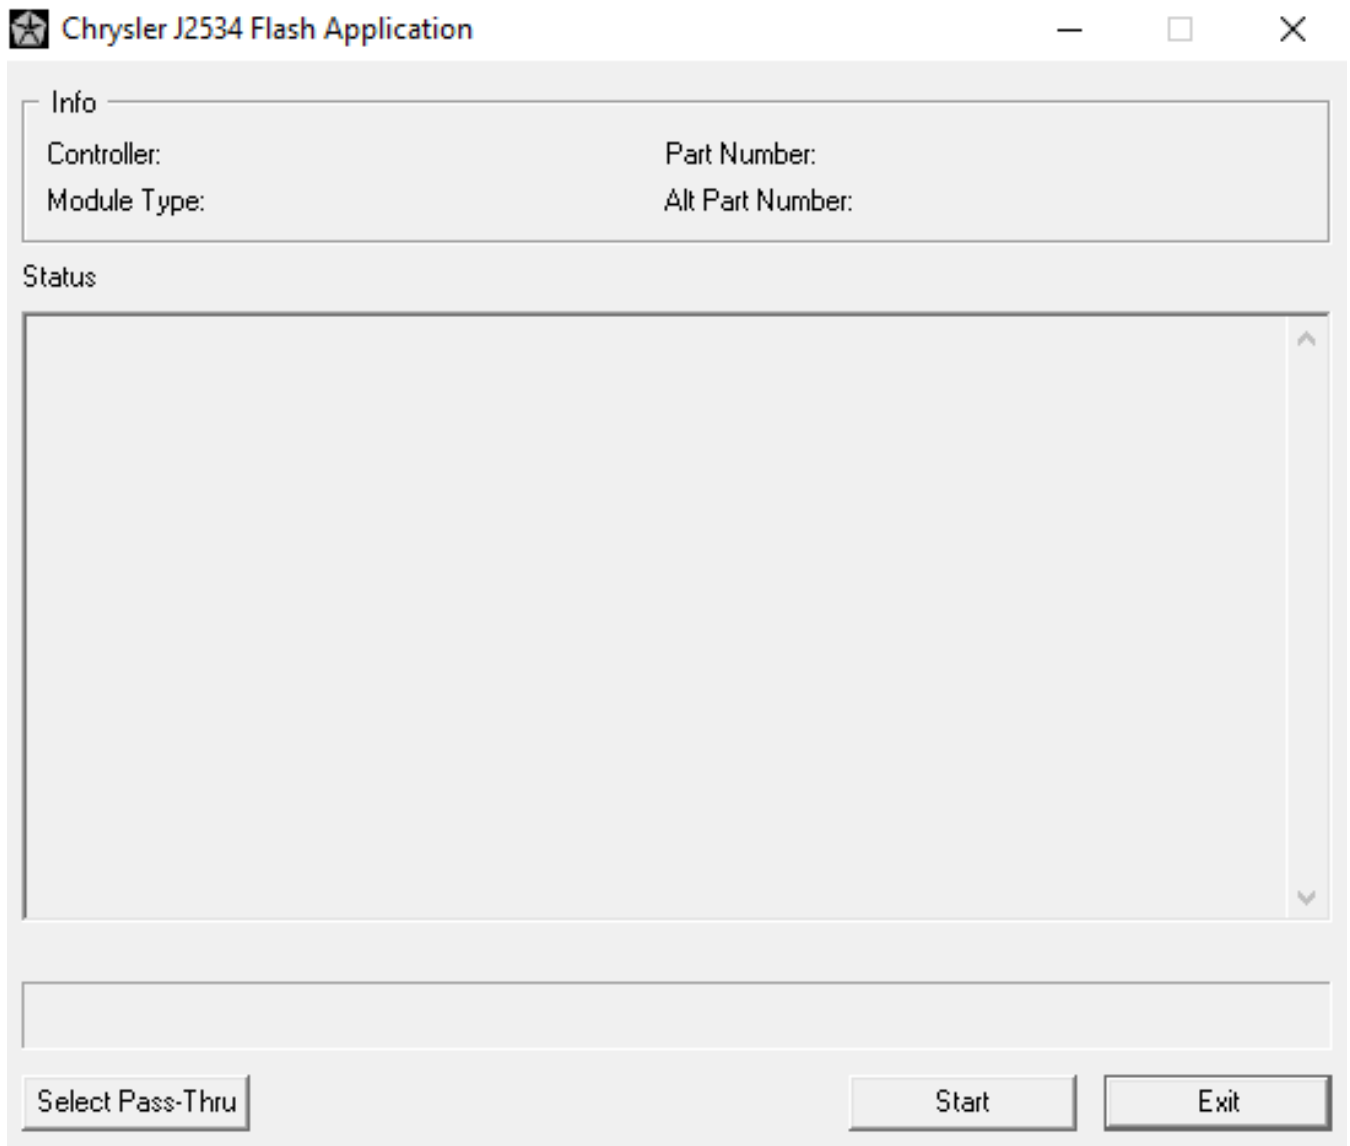 Chrysler J2534 Flash Application
Info
Controller:
Part Number:
Module Type:
Alt Part Number:
Status
Select Pass-Thru
Start
Exit